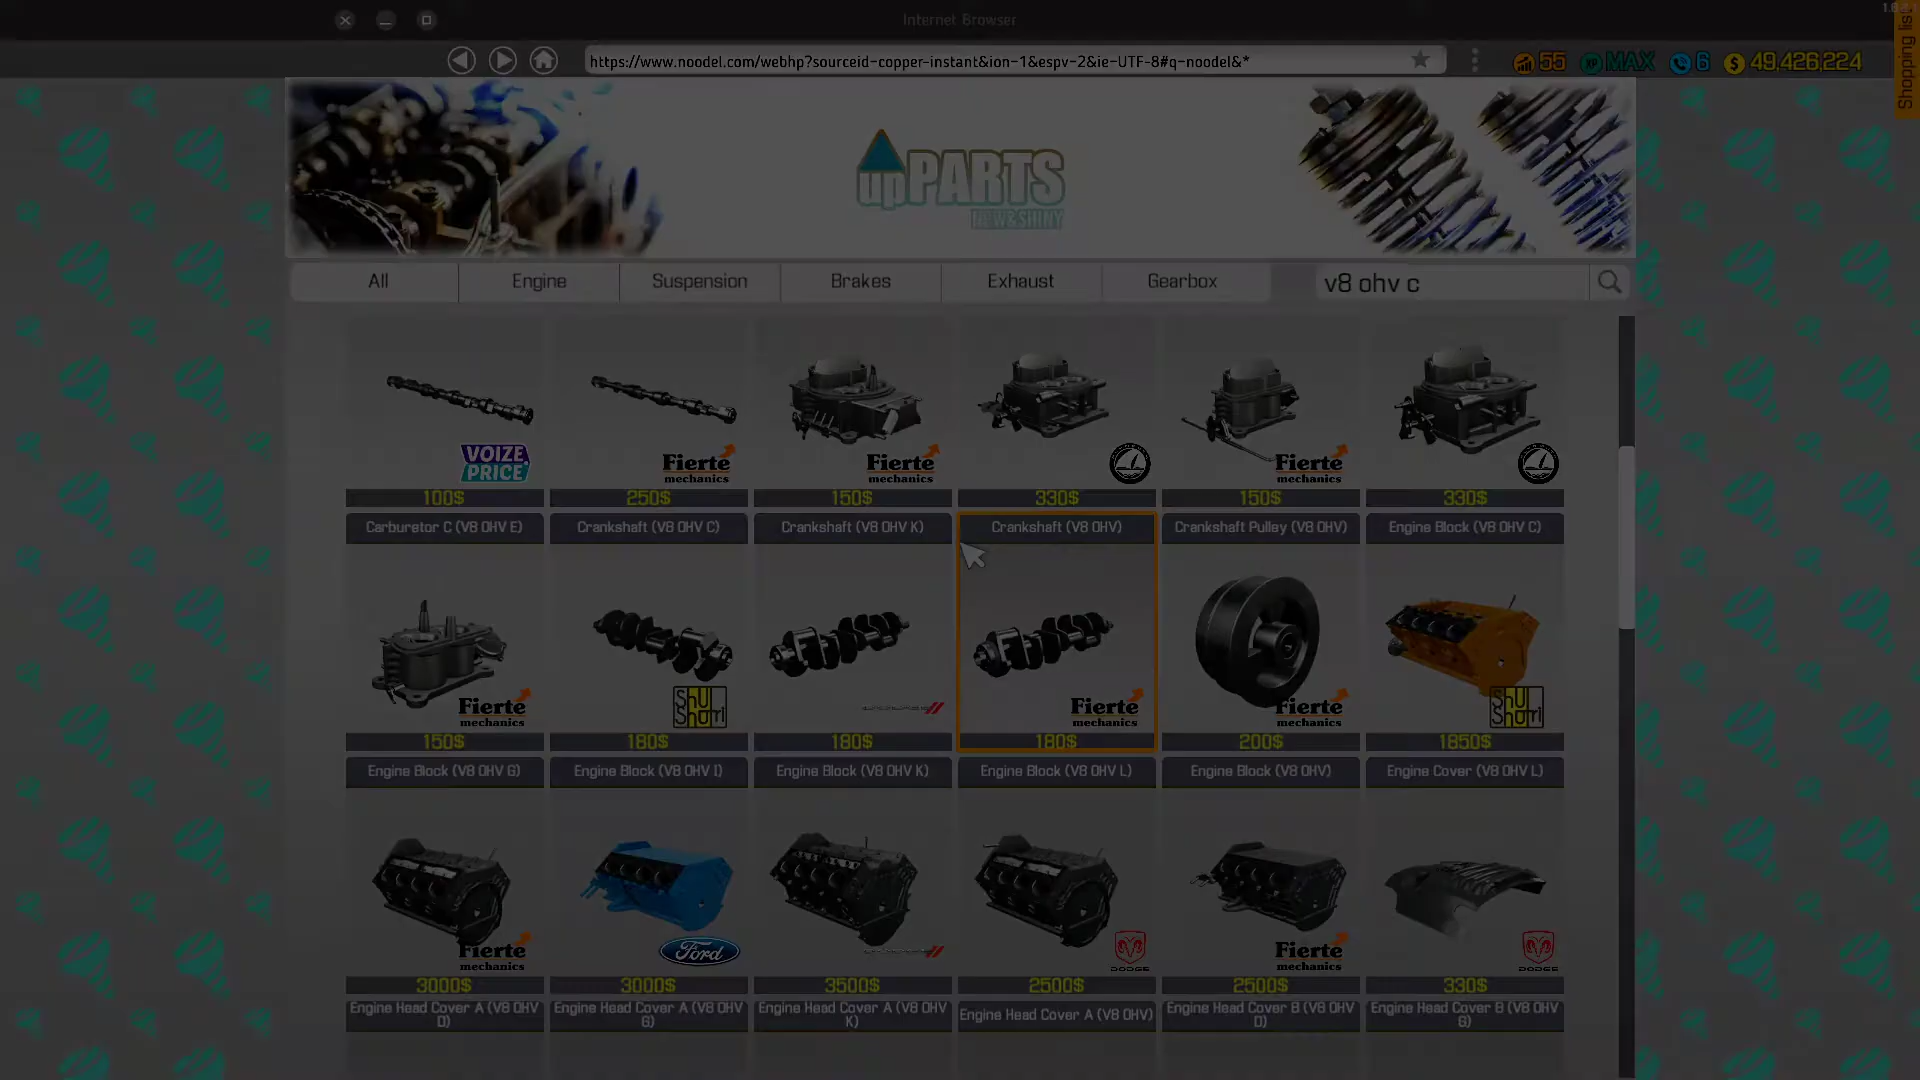 Internet Browser
https://www.noodel.com/webhp?sourceid-copper-instant&ion-1&espv-2&ie-UTF-8#q-noodel&*
55 XP MAX 6 $ 49,426,224
Shopping list
upPARTS
NEW&SHINY
All Engine Suspension Brakes Exhaust Gearbox v8 ohv c
VOIZE PRICE Fierte mechanics Fierte mechanics Fierte mechanics
100$ 250$ 150$ 330$ 150$ 330$
Carburetor C (V8 OHV E) Crankshaft (V8 OHV C) Crankshaft (V8 OHV K) Crankshaft (V8 OHV) Crankshaft Pulley (V8 OHV) Engine Block (V8 OHV C)
Fierte mechanics Fierte mechanics Fierte mechanics
150$ 180$ 180$ 180$ 200$ 1850$
Engine Block (V8 OHV G) Engine Block (V8 OHV I) Engine Block (V8 OHV K) Engine Block (V8 OHV L) Engine Block (V8 OHV) Engine Cover (V8 OHV L)
Fierte mechanics Ford DODGE Fierte mechanics DODGE
3000$ 3000$ 3500$ 2500$ 2500$ 330$
Engine Head Cover A (V8 OHV D) Engine Head Cover A (V8 OHV G) Engine Head Cover A (V8 OHV K) Engine Head Cover A (V8 OHV) Engine Head Cover B (V8 OHV D) Engine Head Cover B (V8 OHV G)